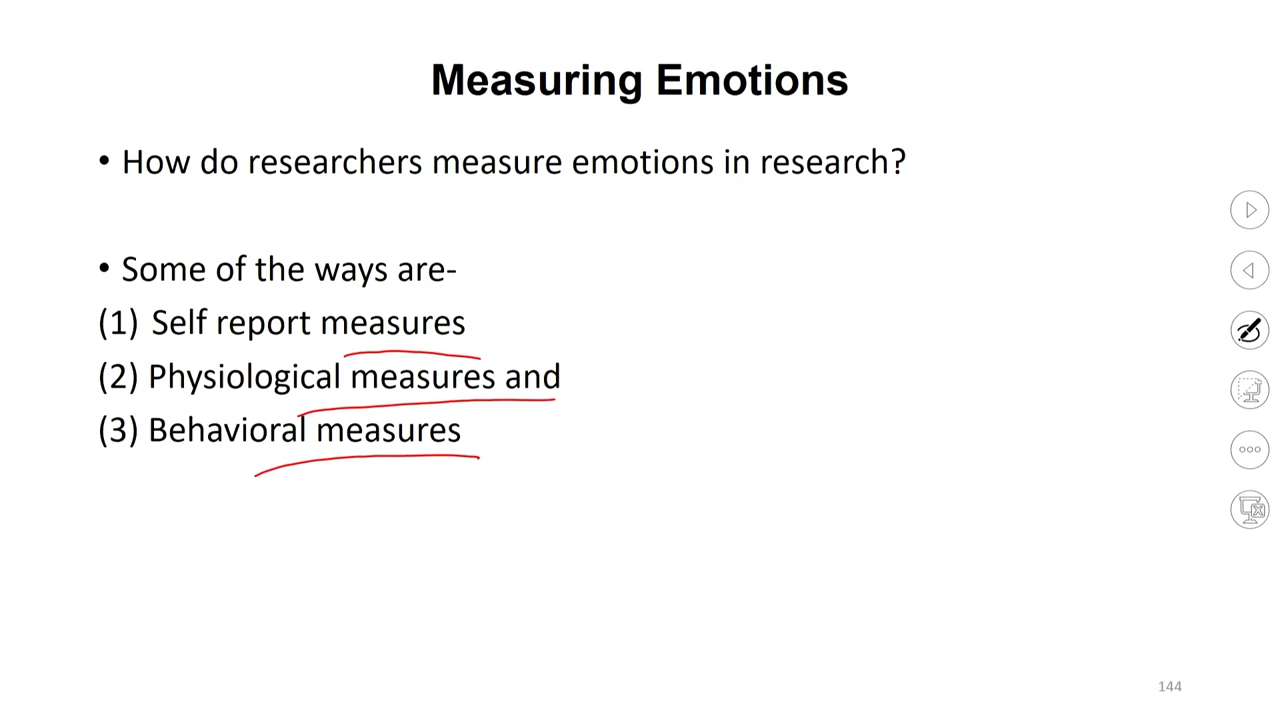 Measuring Emotions
• How do researchers measure emotions in research?
• Some of the ways are-
(1) Self report measures
(2) Physiological measures and
(3) Behavioral measures
144